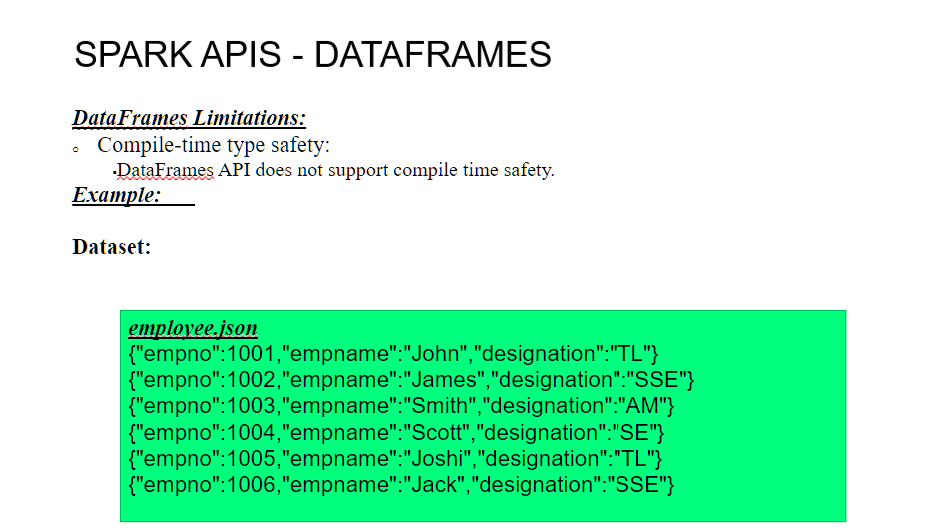 SPARK APIS - DATAFRAMES
DataFrames Limitations:
Compile-time type safety:
DataFrames API does not support compile time safety.
Example:
Dataset:
employee.json
{"empno":1001,"empname":"John","designation":"TL"}
{"empno":1002,"empname":"James","designation":"SSE"}
{"empno":1003,"empname":"Smith","designation":"AM"}
{"empno":1004,"empname":"Scott","designation":"SE"}
{"empno":1005,"empname":"Joshi","designation":"TL"}
{"empno":1006,"empname":"Jack","designation":"SSE"}